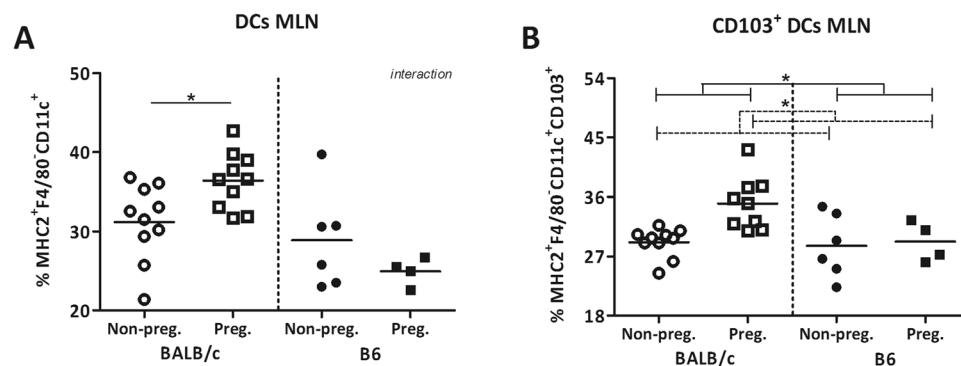 A
DCs MLN
interaction
% MHC2⁺F4/80⁻CD11c⁺
50
*
40
30
20
Non-preg.
Preg.
Non-preg.
Preg.
BALB/c
B6
B
CD103⁺ DCs MLN
% MHC2⁺F4/80⁻CD11c⁺CD103⁺
54
*
*
45
36
27
18
Non-preg.
Preg.
Non-preg.
Preg.
BALB/c
B6